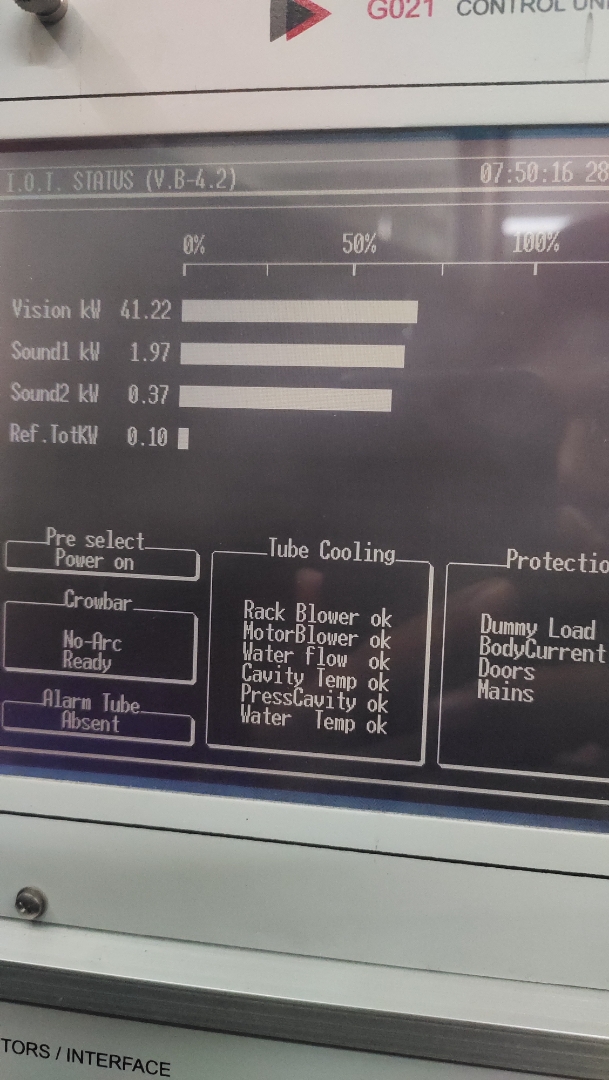 G021 CONTROL UNI
I.O.T. STATUS (V.B-4.2) 07:50:16 28
0% 50% 100%
Vision kW 41.22
Sound1 kW 1.97
Sound2 kW 0.37
Ref.TotKW 0.10
Pre select
Power on
Crowbar
No-Arc
Ready
Alarm Tube
Absent
Tube Cooling
Rack Blower ok
MotorBlower ok
Water flow ok
Cavity Temp ok
PressCavity ok
Water Temp ok
Protectio
Dummy Load
BodyCurrent
Doors
Mains
TORS / INTERFACE